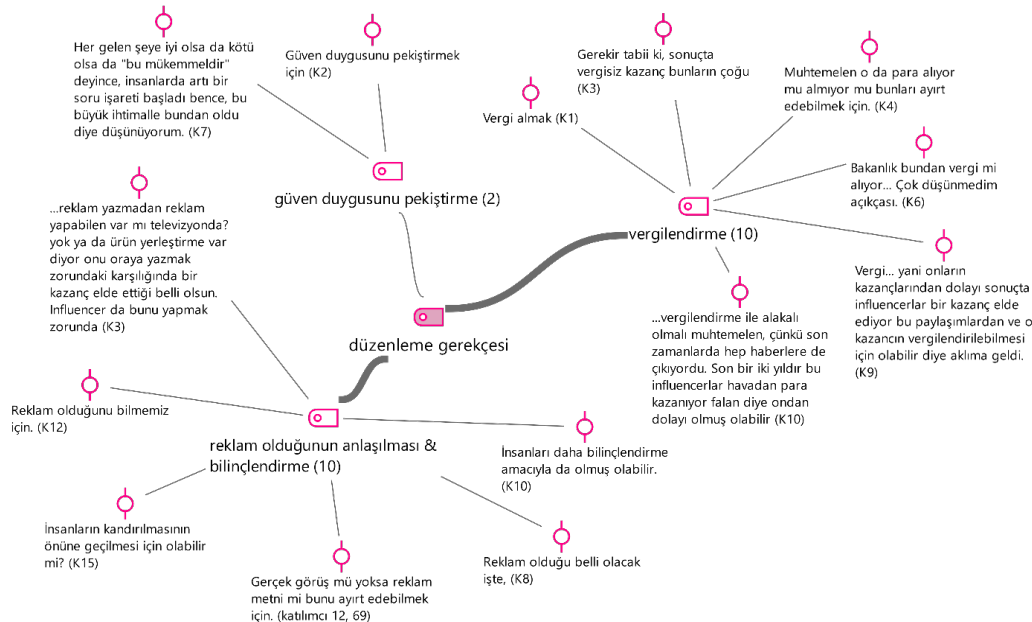 Her gelen şeye iyi olsa da kötü
olsa da "bu mükemmeldir"
deyince, insanlarda artı bir
soru işareti başladı bence, bu
büyük ihtimalle bundan oldu
diye düşünüyorum. (K7)
Güven duygusunu pekiştirmek
için (K2)
Gerekir tabii ki, sonuçta
vergisiz kazanç bunların çoğu
(K3)
Muhtemelen o da para alıyor
mu almıyor mu bunları ayırt
edebilmek için. (K4)
Vergi almak (K1)
Bakanlık bundan vergi mi
alıyor... Çok düşünmedim
açıkçası. (K6)
güven duygusunu pekiştirme (2)
vergilendirme (10)
...reklam yazmadan reklam
yapabilen var mı televizyonda?
yok ya da ürün yerleştirme var
diyor onu oraya yazmak
zorundaki karşılığında bir
kazanç elde ettiği belli olsun.
Influencer da bunu yapmak
zorunda (K3)
Vergi... yani onların
kazançlarından dolayı sonuçta
influencerlar bir kazanç elde
ediyor bu paylaşımlardan ve o
kazancın vergilendirilebilmesi
için olabilir diye aklıma geldi.
(K9)
...vergilendirme ile alakalı
olmalı muhtemelen, çünkü son
zamanlarda hep haberlere de
çıkıyordu. Son bir iki yıldır bu
influencerlar havadan para
kazanıyor falan diye ondan
dolayı olmuş olabilir (K10)
düzenleme gerekçesi
Reklam olduğunu bilmemiz
için. (K12)
reklam olduğunun anlaşılması &
bilinçlendirme (10)
İnsanları daha bilinçlendirme
amacıyla da olmuş olabilir.
(K10)
İnsanların kandırılmasının
önüne geçilmesi için olabilir
mi? (K15)
Gerçek görüş mü yoksa reklam
metni mi bunu ayırt edebilmek
için. (katılımcı 12, 69)
Reklam olduğu belli olacak
işte, (K8)